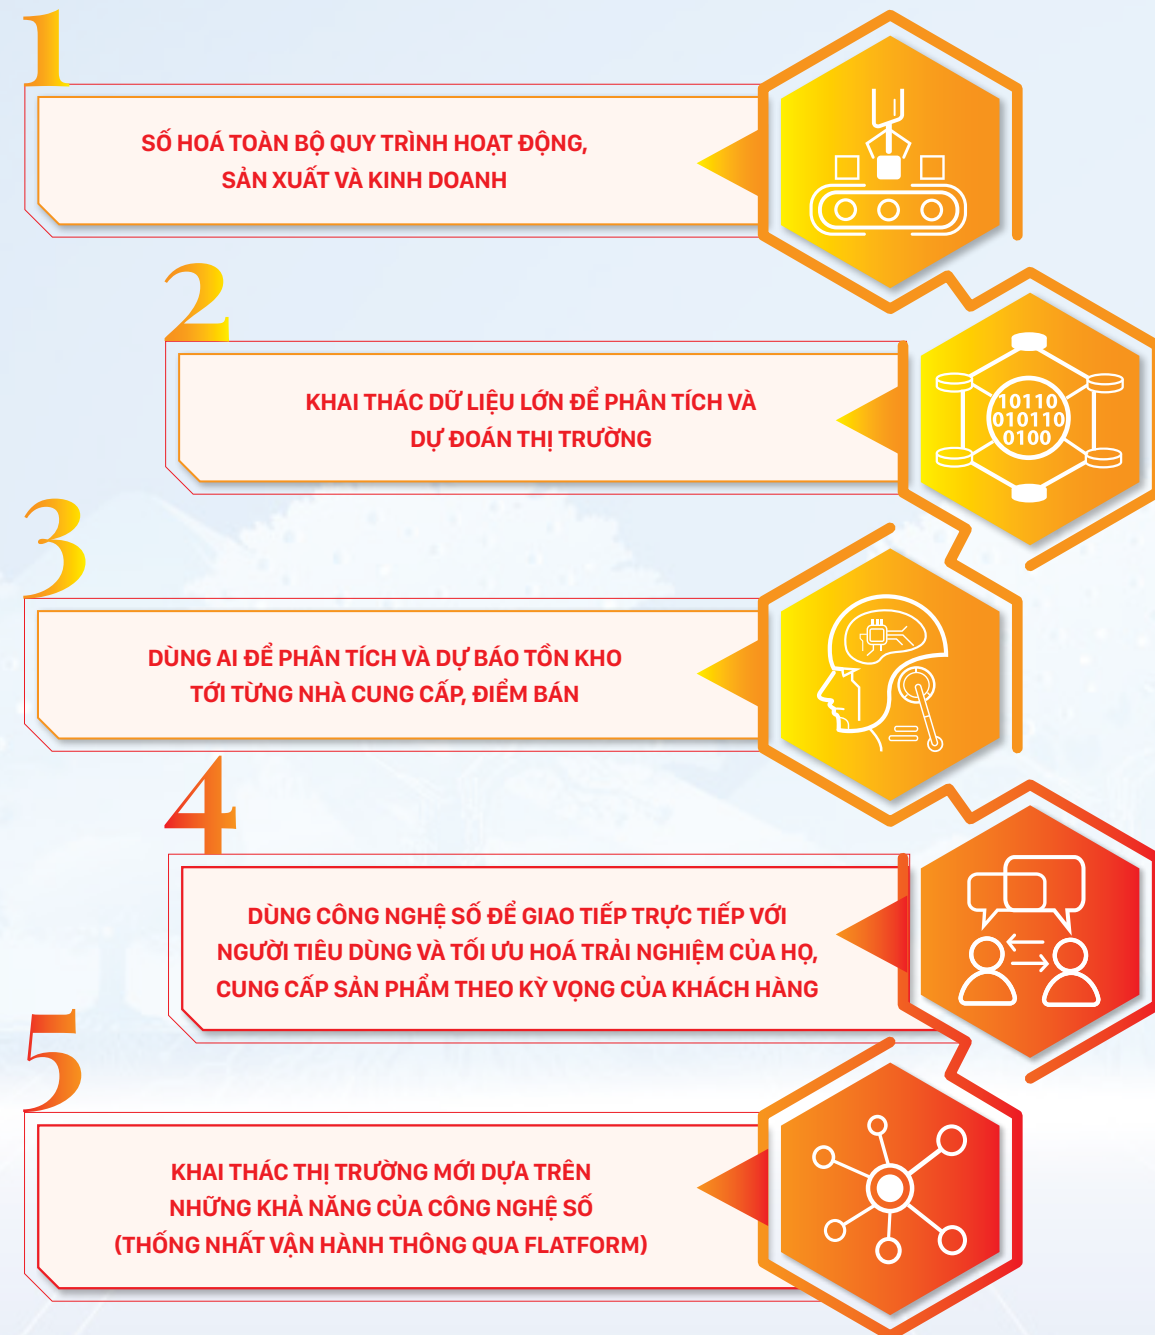 1
SỐ HOÁ TOÀN BỘ QUY TRÌNH HOẠT ĐỘNG,
SẢN XUẤT VÀ KINH DOANH
2
KHAI THÁC DỮ LIỆU LỚN ĐỂ PHÂN TÍCH VÀ
DỰ ĐOÁN THỊ TRƯỜNG
10110
010110
0100
3
DÙNG AI ĐỂ PHÂN TÍCH VÀ DỰ BÁO TỒN KHO
TỚI TỪNG NHÀ CUNG CẤP, ĐIỂM BÁN
4
DÙNG CÔNG NGHỆ SỐ ĐỂ GIAO TIẾP TRỰC TIẾP VỚI
NGƯỜI TIÊU DÙNG VÀ TỐI ƯU HOÁ TRẢI NGHIỆM CỦA HỌ,
CUNG CẤP SẢN PHẨM THEO KỲ VỌNG CỦA KHÁCH HÀNG
5
KHAI THÁC THỊ TRƯỜNG MỚI DỰA TRÊN
NHỮNG KHẢ NĂNG CỦA CÔNG NGHỆ SỐ
(THỐNG NHẤT VẬN HÀNH THÔNG QUA FLATFORM)